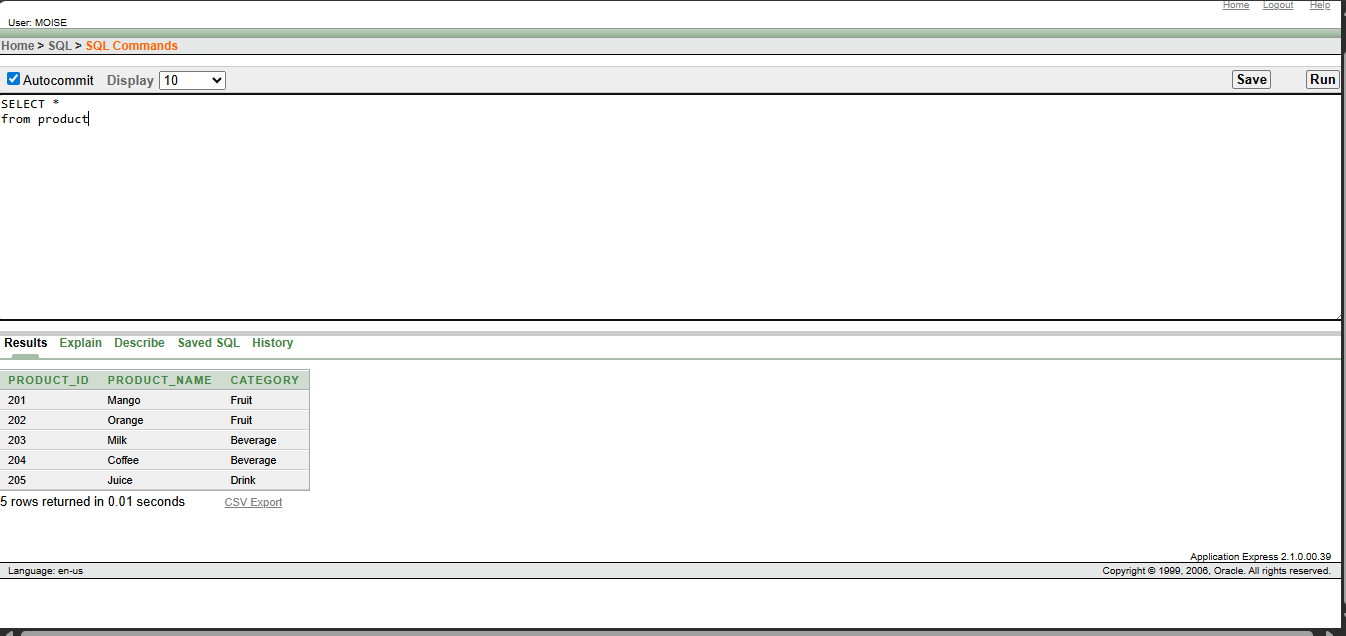 Home Logout Help
User: MOISE
Home > SQL > SQL Commands
Autocommit Display 10 Save Run
SELECT *
from product
Results Explain Describe Saved SQL History
PRODUCT_ID PRODUCT_NAME CATEGORY
201 Mango Fruit
202 Orange Fruit
203 Milk Beverage
204 Coffee Beverage
205 Juice Drink
5 rows returned in 0.01 seconds CSV Export
Application Express 2.1.0.00.39
Language: en-us Copyright © 1999, 2006, Oracle. All rights reserved.